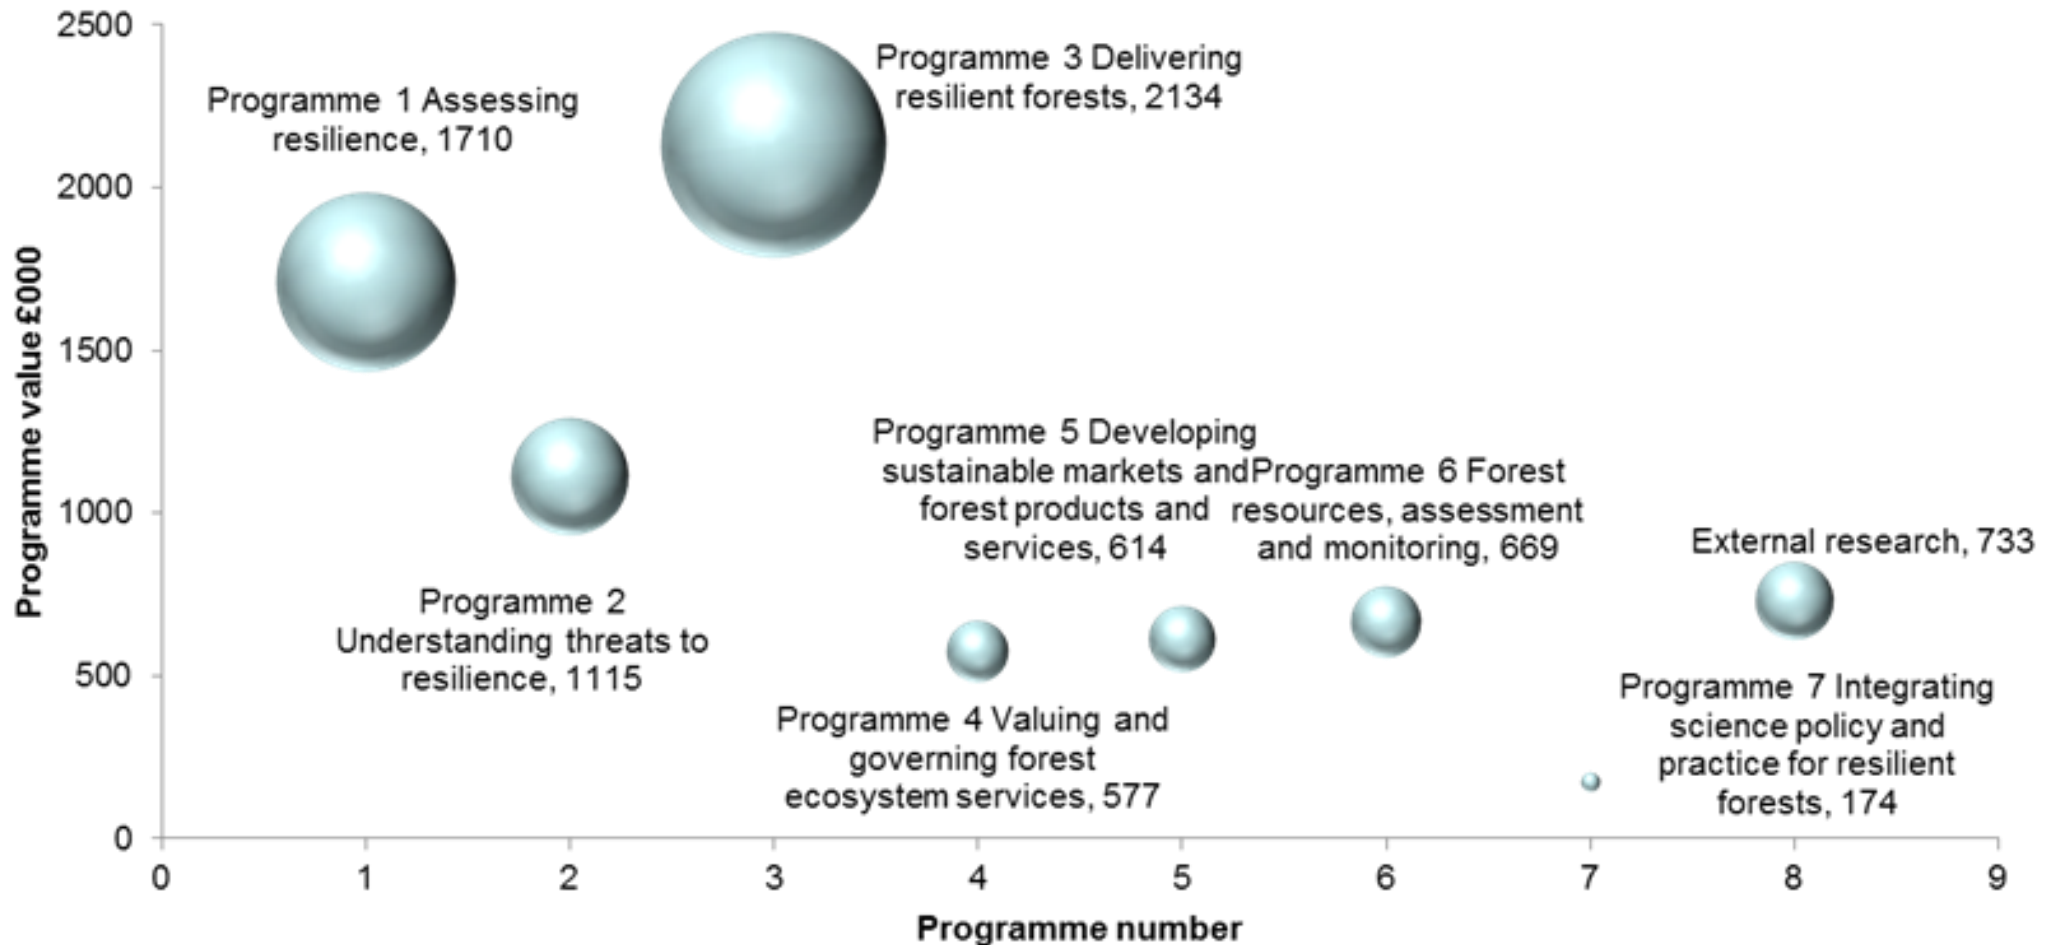 Programme value £000
2500
2000
1500
1000
500
0
Programme 1 Assessing
resilience, 1710
Programme 2
Understanding threats to
resilience, 1115
Programme 3 Delivering
resilient forests, 2134
Programme 4 Valuing and
governing forest
ecosystem services, 577
Programme 5 Developing
sustainable markets and
forest products and
services, 614
Programme 6 Forest
resources, assessment
and monitoring, 669
External research, 733
Programme 7 Integrating
science policy and
practice for resilient
forests, 174
0 1 2 3 4 5 6 7 8 9
Programme number